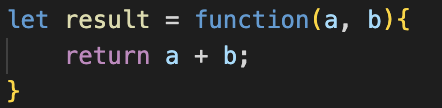 let result = function(a, b){
    return a + b;
}